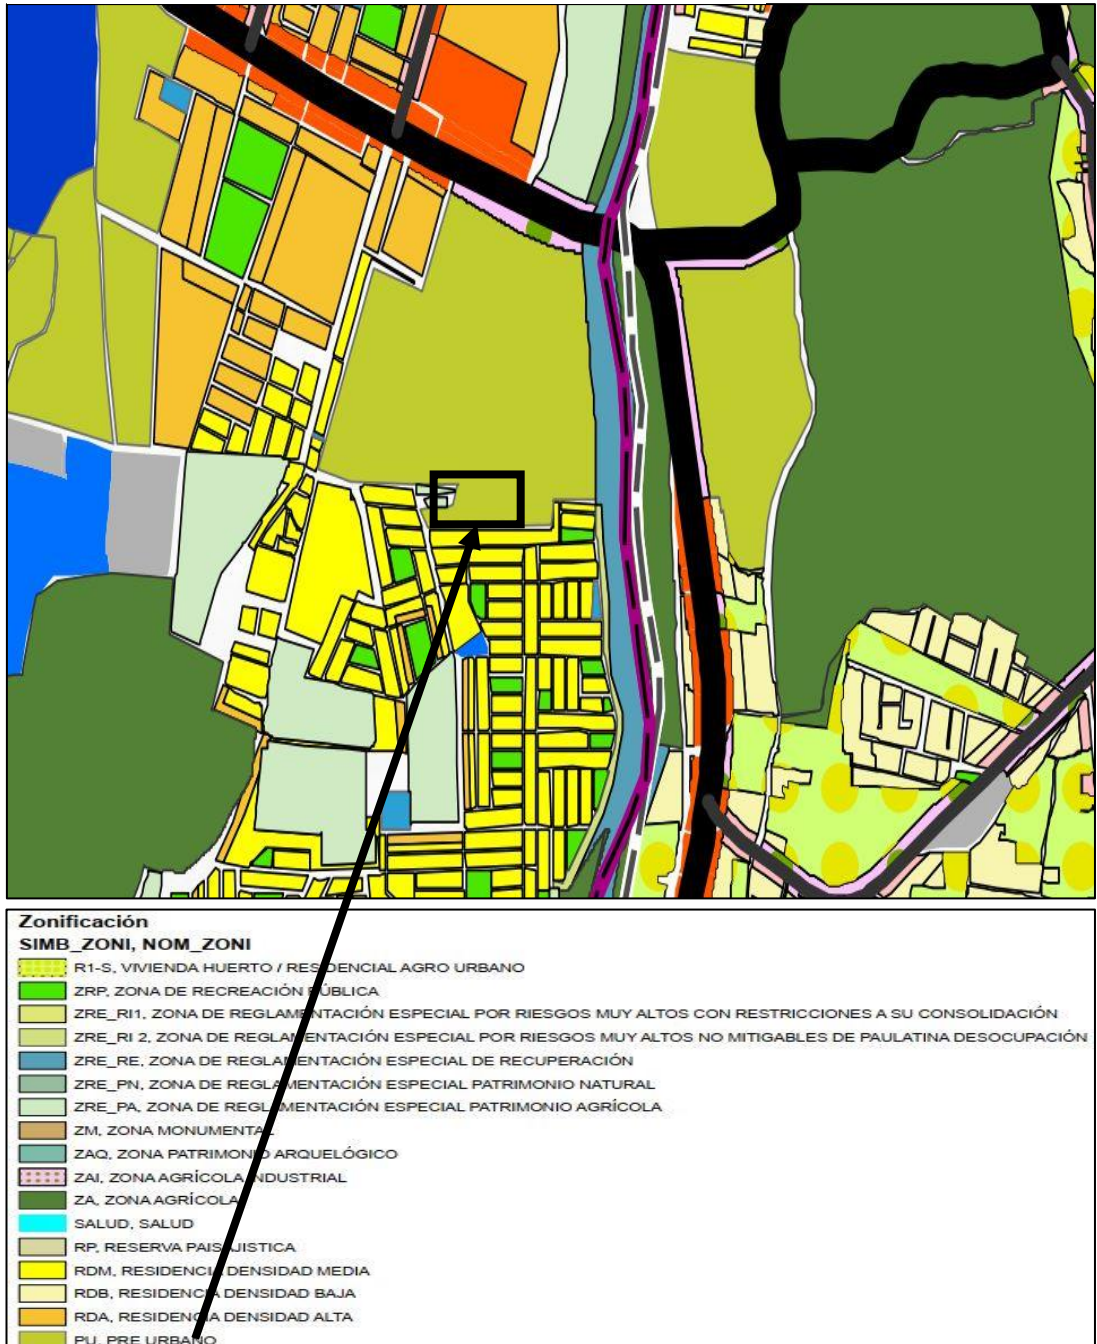 Zonificación
SIMB_ZONI, NOM_ZONI
R1-S, VIVIENDA HUERTO / RESIDENCIAL AGRO URBANO
ZRP, ZONA DE RECREACIÓN PÚBLICA
ZRE_RI1, ZONA DE REGLAMENTACIÓN ESPECIAL POR RIESGOS MUY ALTOS CON RESTRICCIONES A SU CONSOLIDACIÓN
ZRE_RI 2, ZONA DE REGLAMENTACIÓN ESPECIAL POR RIESGOS MUY ALTOS NO MITIGABLES DE PAULATINA DESOCUPACIÓN
ZRE_RE, ZONA DE REGLAMENTACIÓN ESPECIAL DE RECUPERACIÓN
ZRE_PN, ZONA DE REGLAMENTACIÓN ESPECIAL PATRIMONIO NATURAL
ZRE_PA, ZONA DE REGLAMENTACIÓN ESPECIAL PATRIMONIO AGRÍCOLA
ZM, ZONA MONUMENTAL
ZAQ, ZONA PATRIMONIO ARQUELÓGICO
ZAI, ZONA AGRÍCOLA INDUSTRIAL
ZA, ZONA AGRÍCOLA
SALUD, SALUD
RP, RESERVA PAISAJISTICA
RDM, RESIDENCIA DENSIDAD MEDIA
RDB, RESIDENCIA DENSIDAD BAJA
RDA, RESIDENCIA DENSIDAD ALTA
PU, PRE URBANO